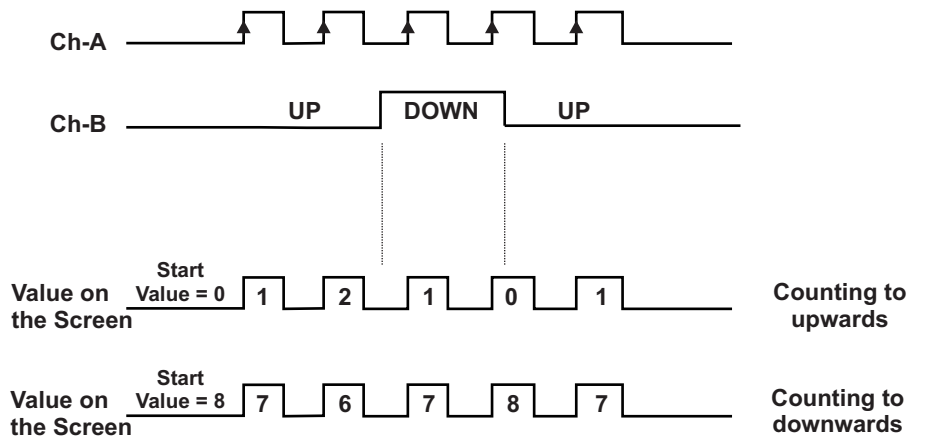 Ch-A
UP DOWN UP
Ch-B
Start
Value = 0
Value on
the Screen
1 2 1 0 1
Counting to
upwards
Start
Value = 8
Value on
the Screen
7 6 7 8 7
Counting to
downwards